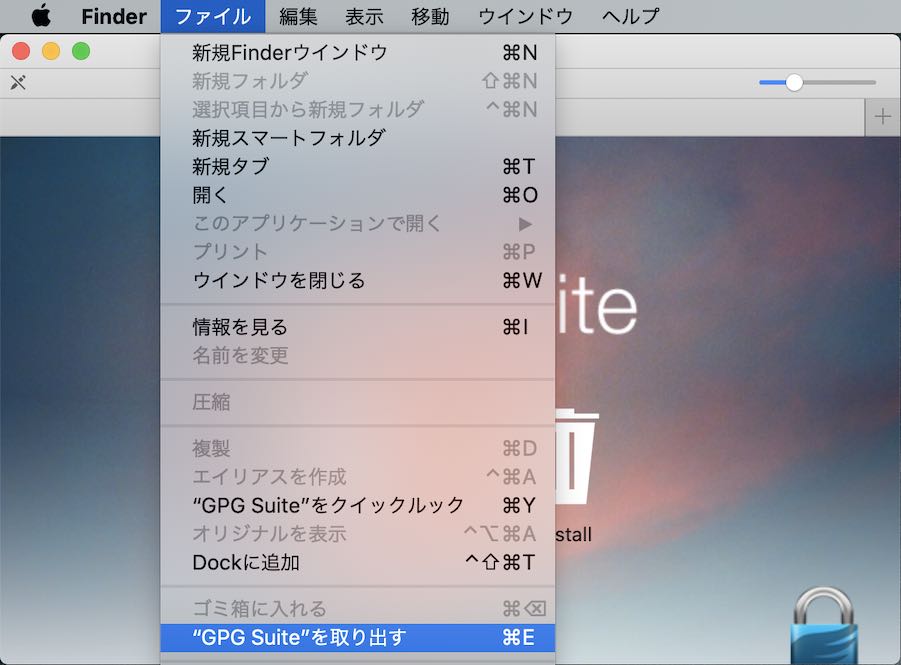 Finder ファイル 編集 表示 移動 ウインドウ ヘルプ
新規Finderウインドウ ⌘N
新規フォルダ ⇧⌘N
選択項目から新規フォルダ ^⌘N
新規スマートフォルダ
新規タブ ⌘T
開く ⌘O
このアプリケーションで開く ▶
プリント ⌘P
ウインドウを閉じる ⌘W
情報を見る ⌘I
名前を変更
圧縮
複製 ⌘D
エイリアスを作成 ^⌘A
“GPG Suite”をクイックルック ⌘Y
オリジナルを表示 ^⌥⌘A
Dockに追加 ^⇧⌘T
ゴミ箱に入れる ⌘⌫
“GPG Suite”を取り出す ⌘E
ite
stall